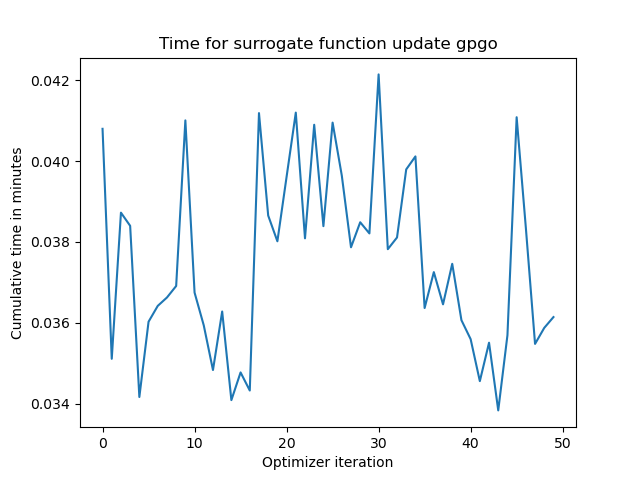 Time for surrogate function update gpgo
Cumulative time in minutes
0.042
0.040
0.038
0.036
0.034
0 10 20 30 40 50
Optimizer iteration